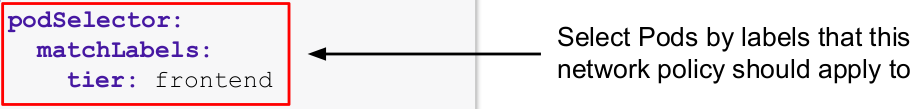 podSelector:
  matchLabels:
    tier: frontend
Select Pods by labels that this
network policy should apply to